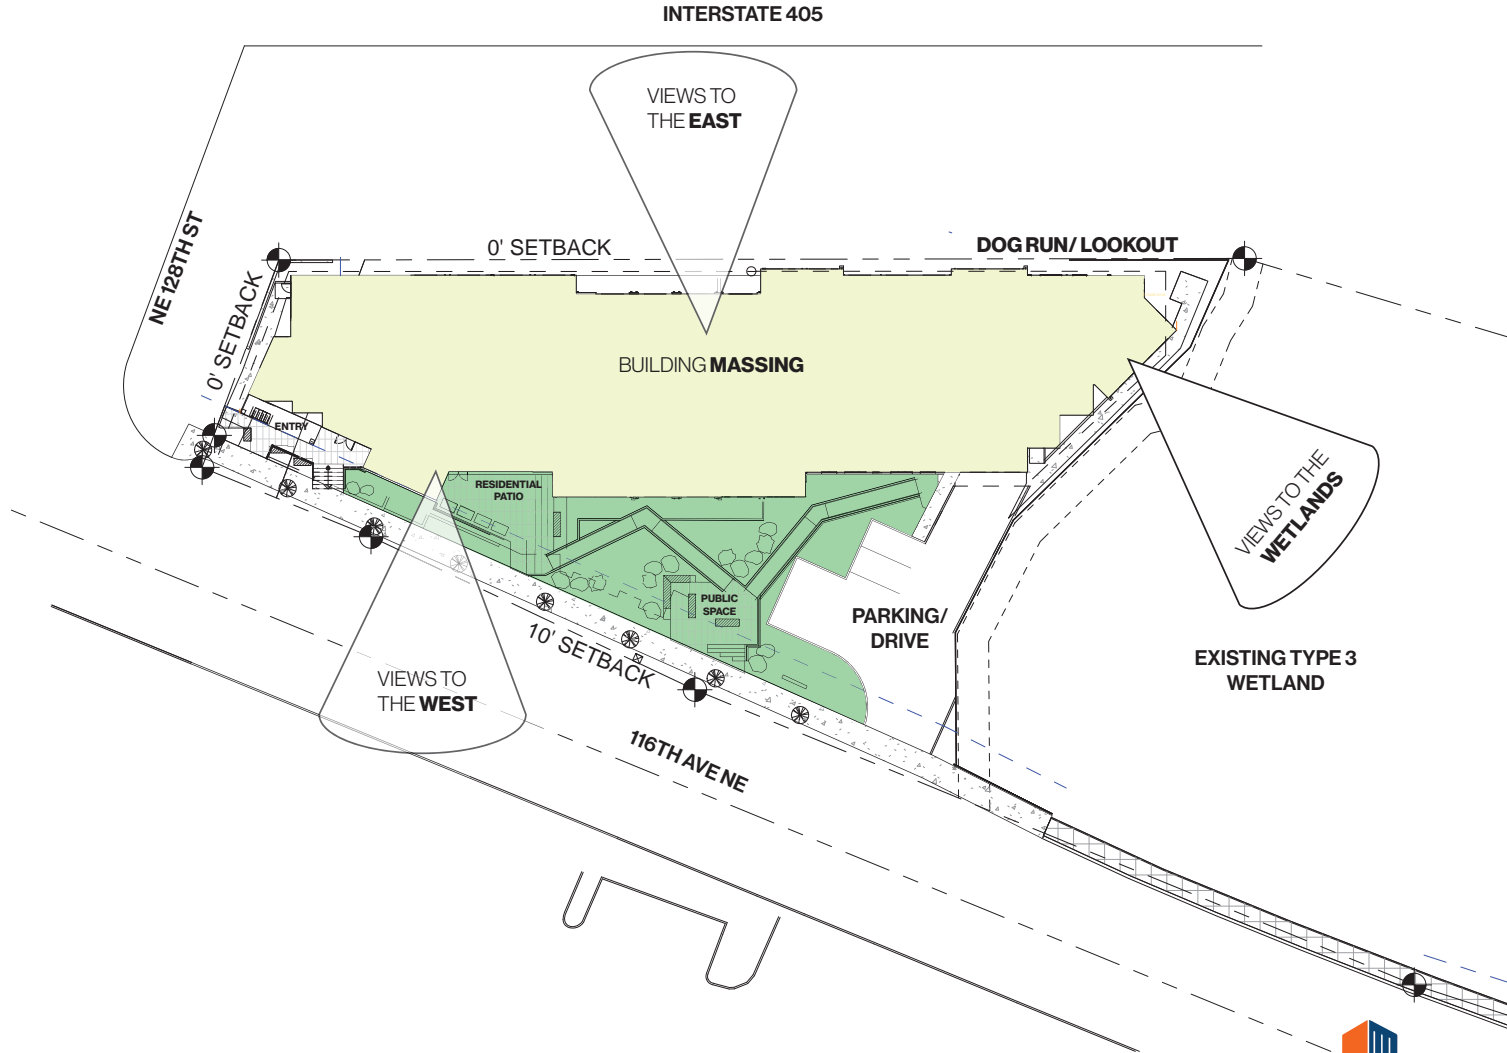 INTERSTATE 405
VIEWS TO
THE EAST
NE 128TH ST
0' SETBACK
0' SETBACK
DOG RUN/ LOOKOUT
BUILDING MASSING
ENTRY
RESIDENTIAL
PATIO
VIEWS TO THE
WETLANDS
PUBLIC
SPACE
PARKING/
DRIVE
10' SETBACK
EXISTING TYPE 3
WETLAND
VIEWS TO
THE WEST
116TH AVE NE